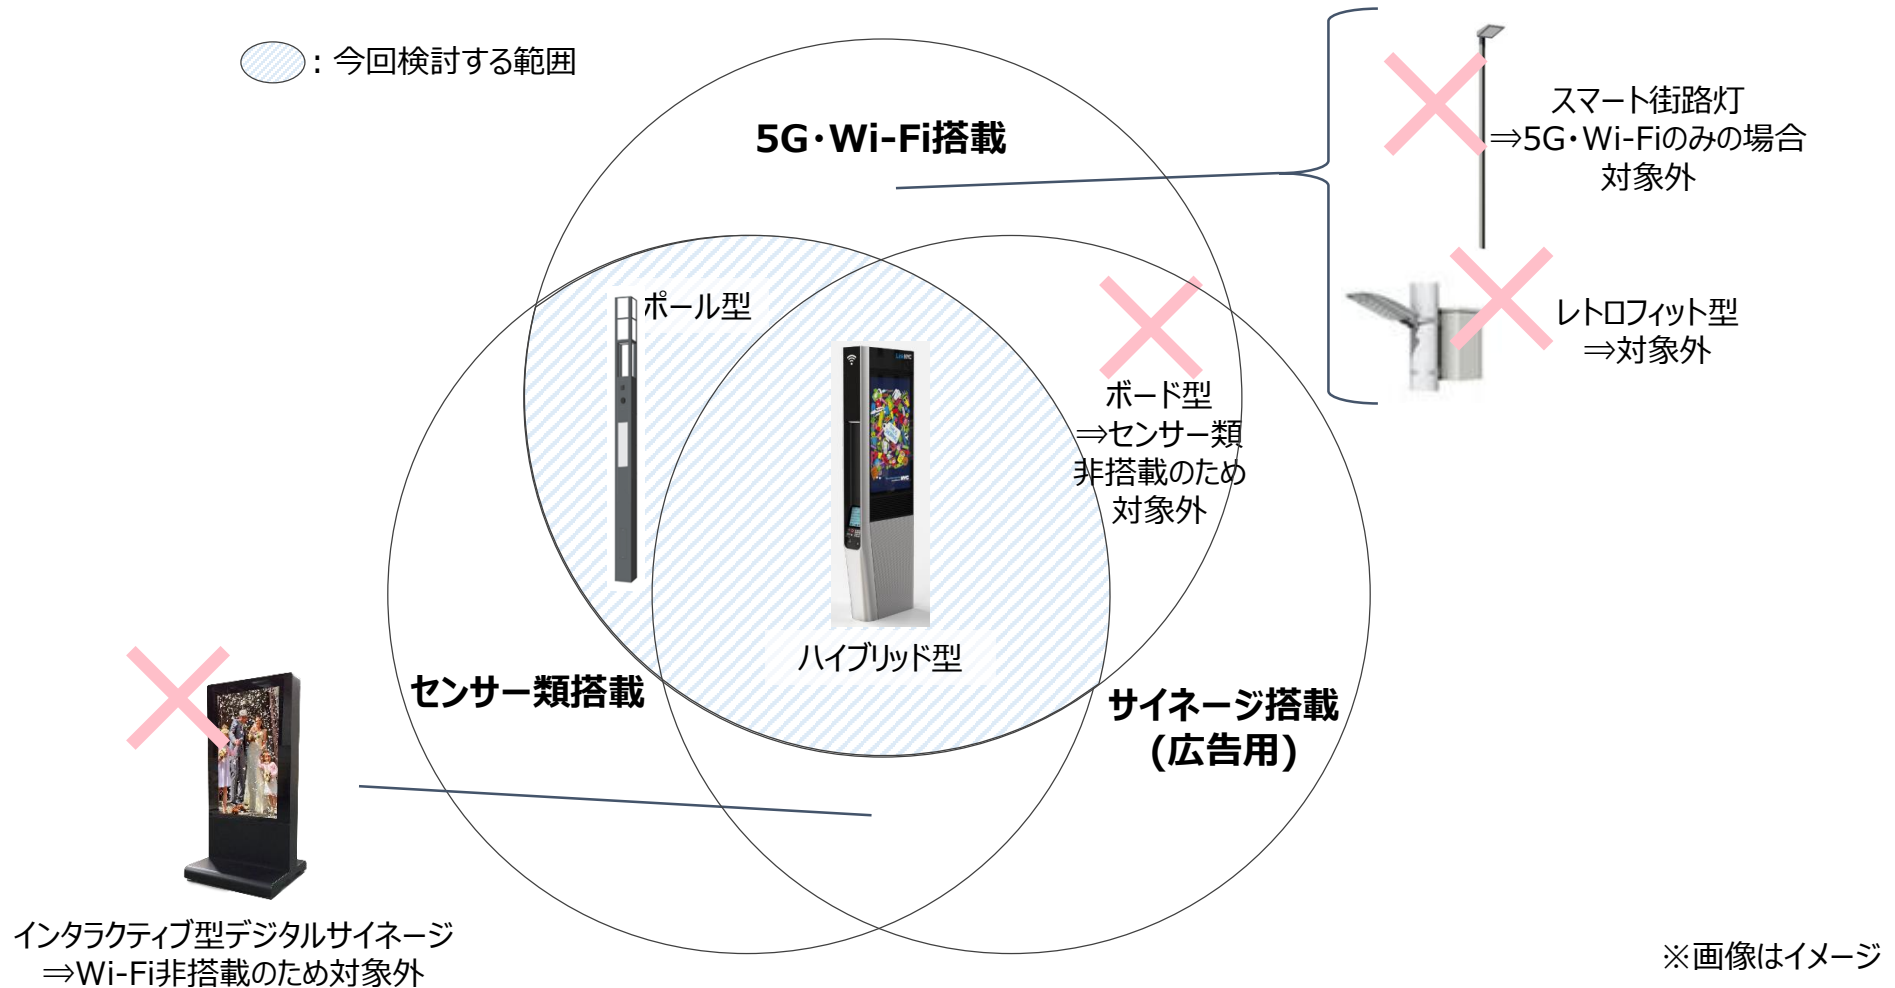 ：今回検討する範囲
5G・Wi-Fi搭載
スマート街路灯
⇒5G・Wi-Fiのみの場合
対象外
レトロフィット型
⇒対象外
ポール型
ボード型
⇒センサー類
非搭載のため
対象外
ハイブリッド型
センサー類搭載
サイネージ搭載
(広告用)
インタラクティブ型デジタルサイネージ
⇒Wi-Fi非搭載のため対象外
※画像はイメージ